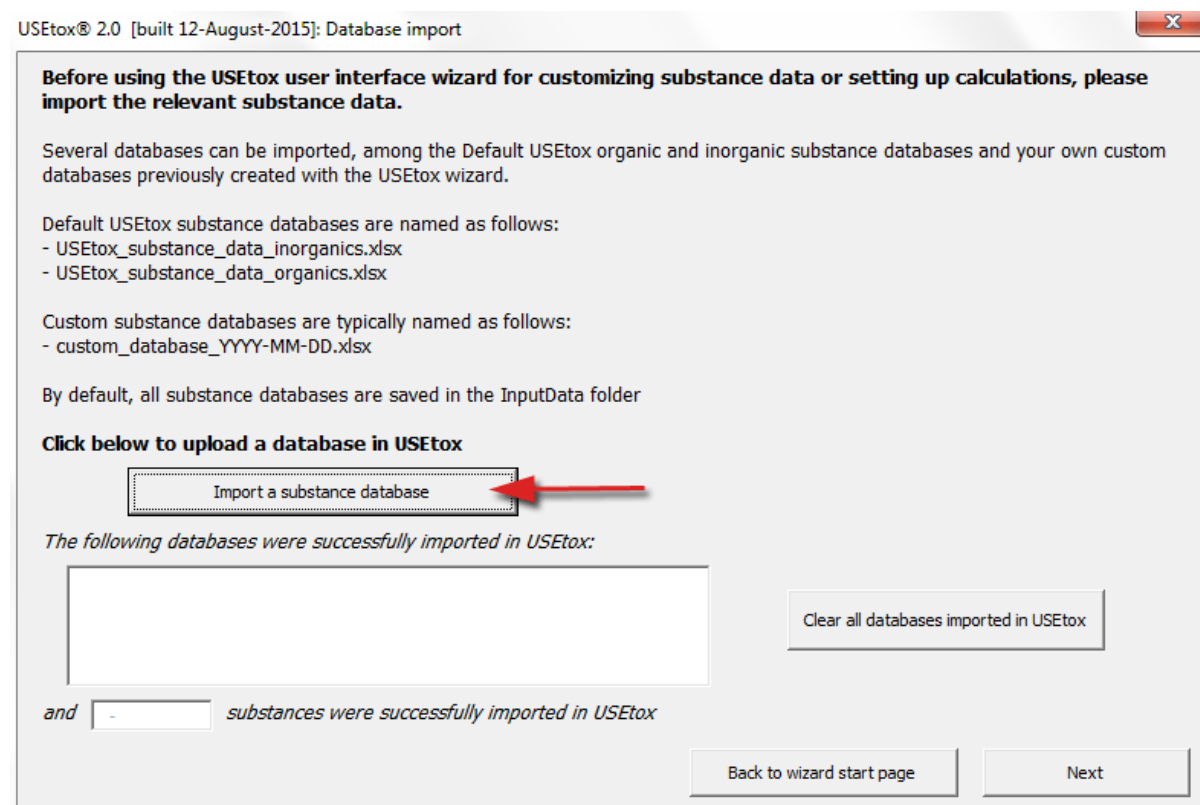 USEtox® 2.0 [built 12-August-2015]: Database import
X
Before using the USEtox user interface wizard for customizing substance data or setting up calculations, please
import the relevant substance data.
Several databases can be imported, among the Default USEtox organic and inorganic substance databases and your own custom
databases previously created with the USEtox wizard.
Default USEtox substance databases are named as follows:
- USEtox_substance_data_inorganics.xlsx
- USEtox_substance_data_organics.xlsx
Custom substance databases are typically named as follows:
- custom_database_YYYY-MM-DD.xlsx
By default, all substance databases are saved in the InputData folder
Click below to upload a database in USEtox
Import a substance database
The following databases were successfully imported in USEtox:
Clear all databases imported in USEtox
and - substances were successfully imported in USEtox
Back to wizard start page
Next